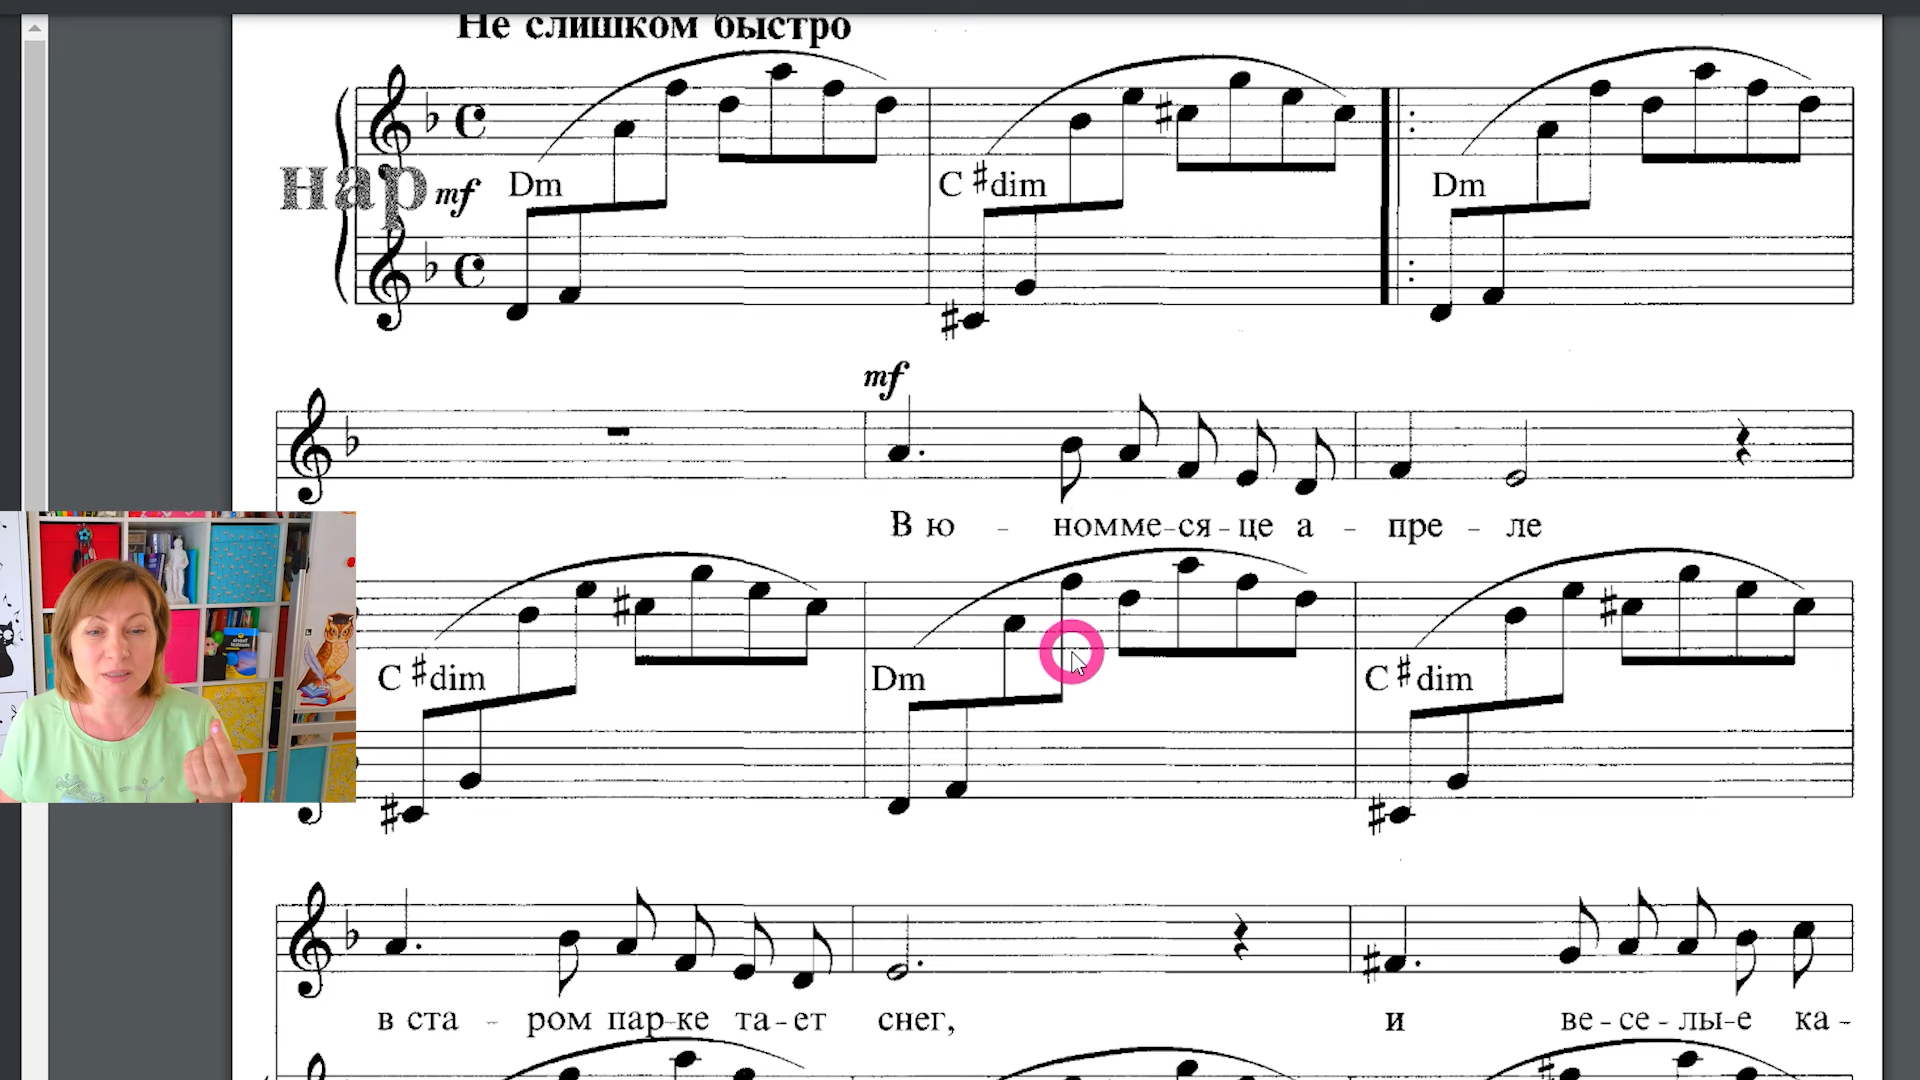 Не слишком быстро
нар mf Dm C #dim Dm
mf
В ю - номме-ся-це а - пре - ле
C #dim Dm C #dim
в ста - ром пар-ке та-ет снег, и ве-се-лы-е ка-